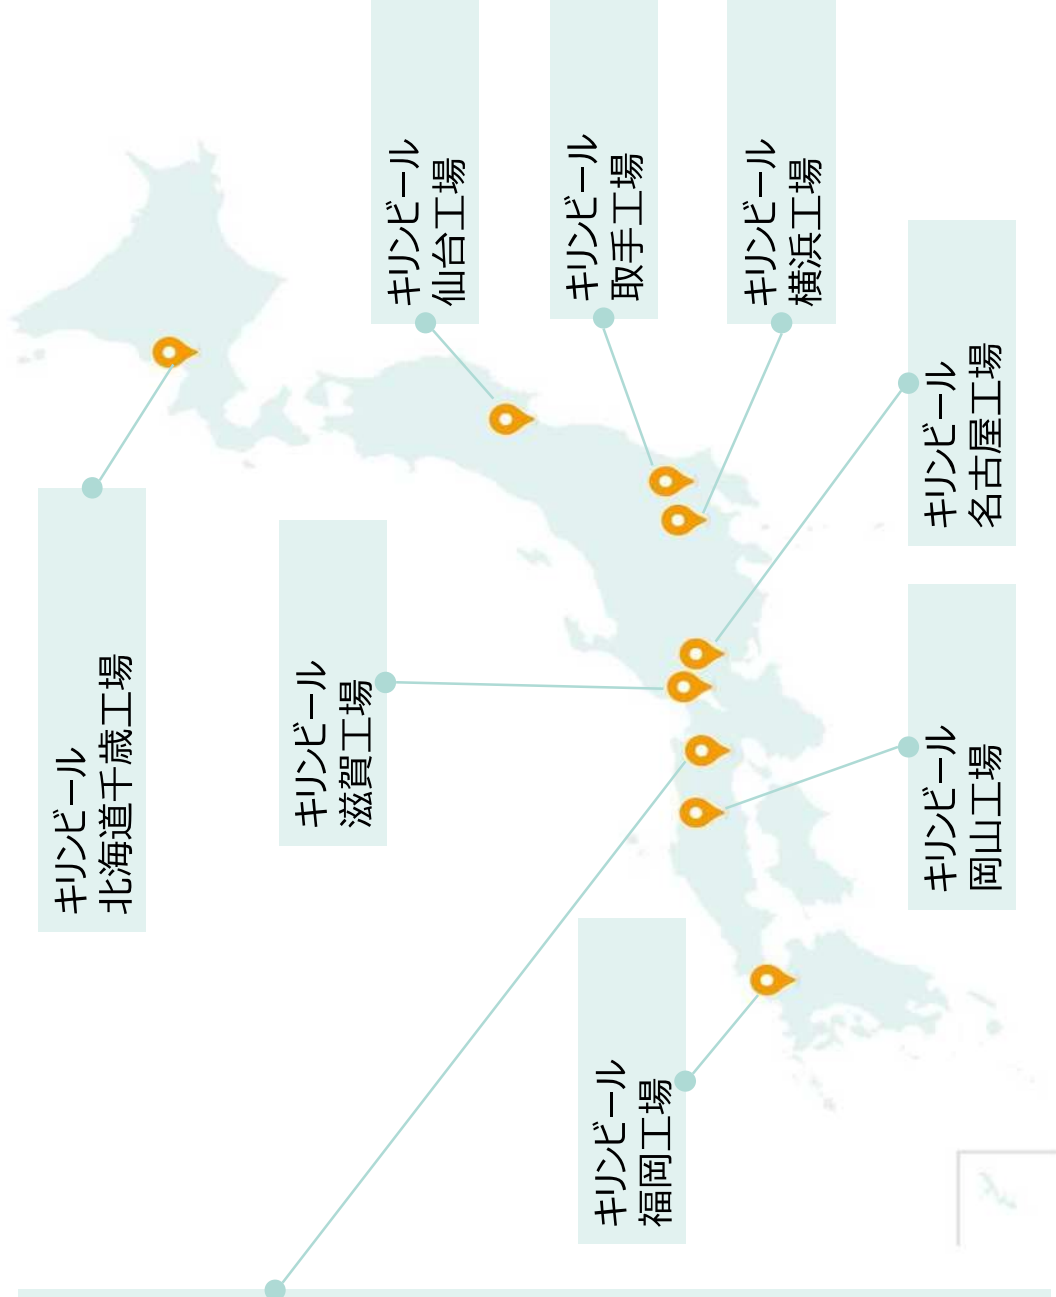 キリンビール
北海道千歳工場
キリンビール
仙台工場
キリンビール
取手工場
キリンビール
横浜工場
キリンビール
名古屋工場
キリンビール
滋賀工場
キリンビール
岡山工場
キリンビール
福岡工場